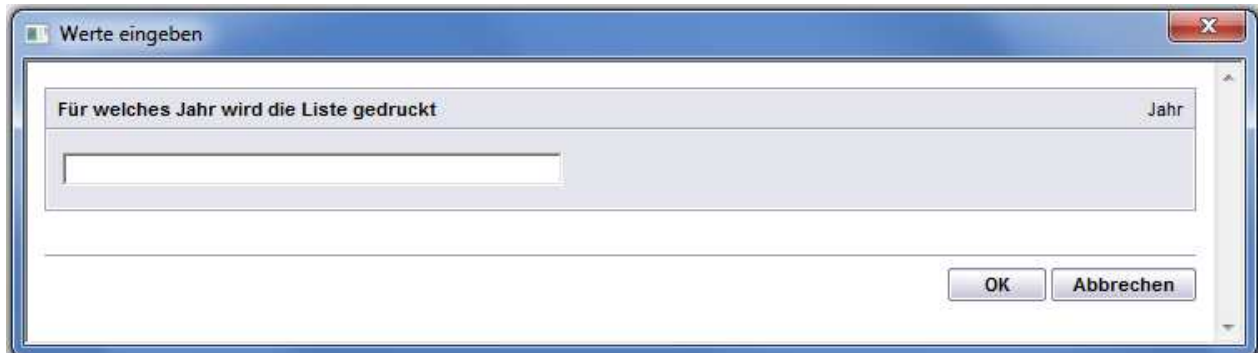 Werte eingeben
Für welches Jahr wird die Liste gedruckt Jahr
OK Abbrechen